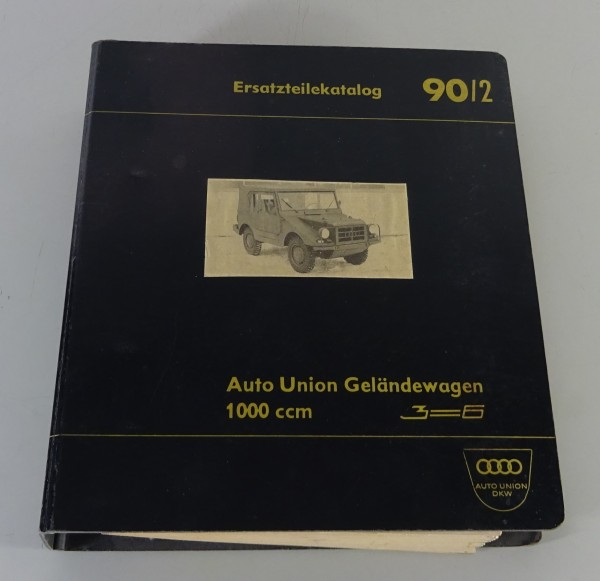 Ersatzteilekatalog 90/2
Auto Union Geländewagen
1000 ccm 3=6
AUTO UNION
DKW